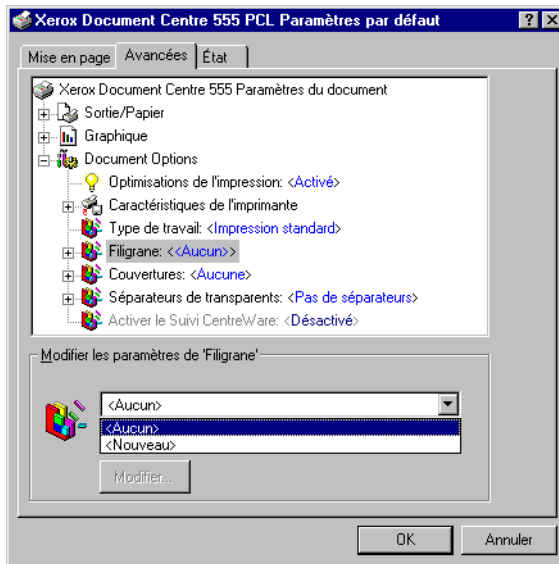 Xerox Document Centre 555 PCL Paramètres par défaut
Mise en page Avancées État
Xerox Document Centre 555 Paramètres du document
Sortie/Papier
Graphique
Document Options
Optimisations de l'impression: <Activé>
Caractéristiques de l'imprimante
Type de travail: <Impression standard>
Filigrane: <<Aucun>>
Couvertures: <Aucune>
Séparateurs de transparents: <Pas de séparateurs>
Activer le Suivi CentreWare: <Désactivé>
Modifier les paramètres de 'Filigrane'
<Aucun>
<Aucun>
<Nouveau>
Modifier...
OK Annuler